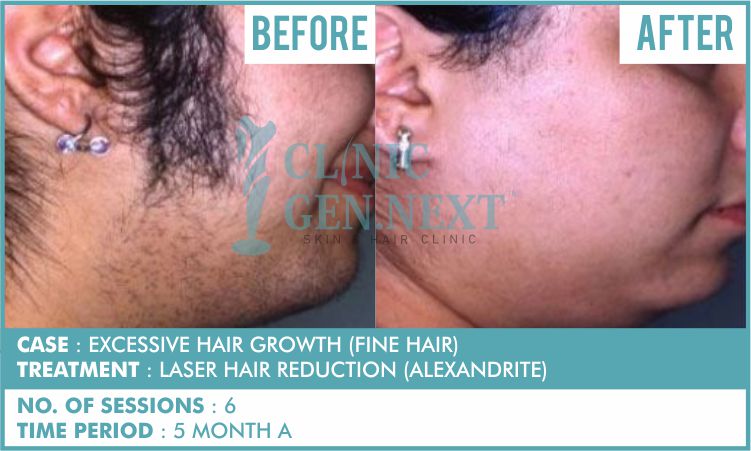 BEFORE
AFTER
CLINIC
GEN.NEXT
SKIN & HAIR CLINIC
CASE : EXCESSIVE HAIR GROWTH (FINE HAIR)
TREATMENT : LASER HAIR REDUCTION (ALEXANDRITE)
NO. OF SESSIONS : 6
TIME PERIOD : 5 MONTH A